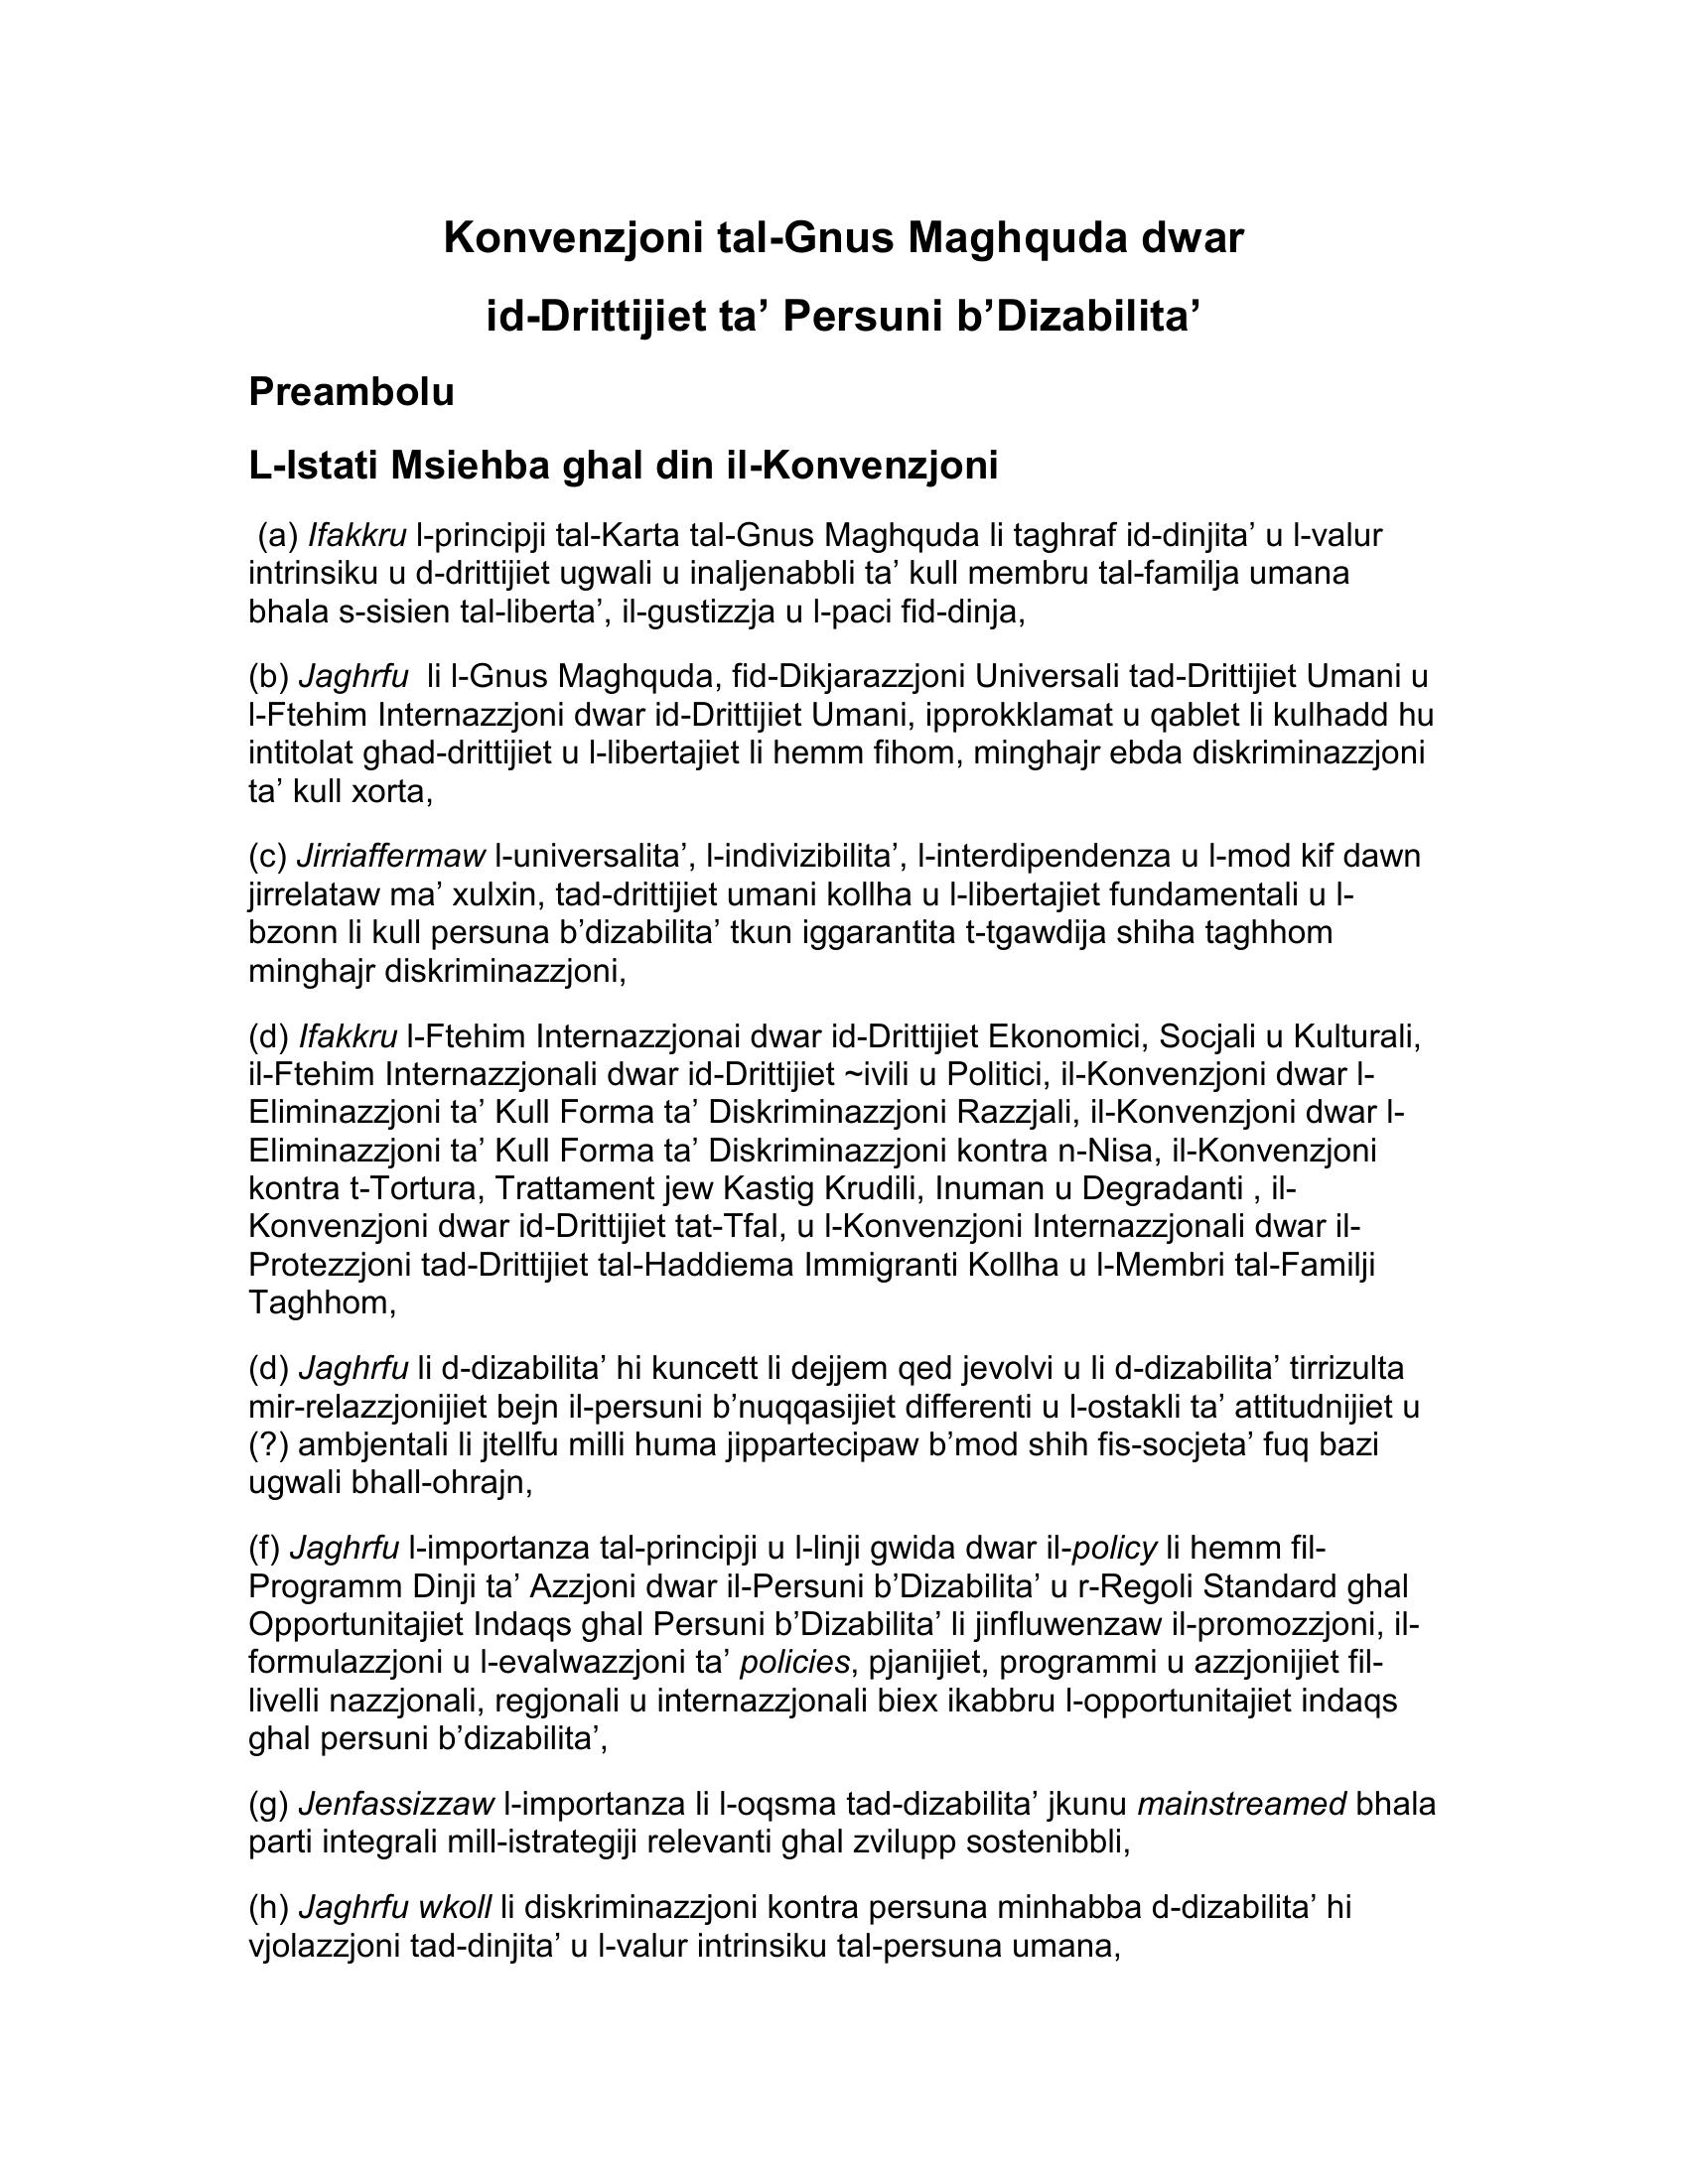 Konvenzjoni tal-Gnus Maghquda dwar
id-Drittijiet ta’ Persuni b’Dizabilita’
Preambolu
L-Istati Msiehba ghal din il-Konvenzjoni
(a) Ifakkru l-principji tal-Karta tal-Gnus Maghquda li taghraf id-dinjita’ u l-valur
intrinsiku u d-drittijiet ugwali u inaljenabbli ta’ kull membru tal-familja umana
bhala s-sisien tal-liberta’, il-gustizzja u l-paci fid-dinja,
(b) Jaghrfu  li l-Gnus Maghquda, fid-Dikjarazzjoni Universali tad-Drittijiet Umani u
l-Ftehim Internazzjoni dwar id-Drittijiet Umani, ipprokklamat u qablet li kulhadd hu
intitolat ghad-drittijiet u l-libertajiet li hemm fihom, minghajr ebda diskriminazzjoni
ta’ kull xorta,
(c) Jirriaffermaw l-universalita’, l-indivizibilita’, l-interdipendenza u l-mod kif dawn
jirrelataw ma’ xulxin, tad-drittijiet umani kollha u l-libertajiet fundamentali u l-
bzonn li kull persuna b’dizabilita’ tkun iggarantita t-tgawdija shiha taghhom
minghajr diskriminazzjoni,
(d) Ifakkru l-Ftehim Internazzjonai dwar id-Drittijiet Ekonomici, Socjali u Kulturali,
il-Ftehim Internazzjonali dwar id-Drittijiet ~ivili u Politici, il-Konvenzjoni dwar l-
Eliminazzjoni ta’ Kull Forma ta’ Diskriminazzjoni Razzjali, il-Konvenzjoni dwar l-
Eliminazzjoni ta’ Kull Forma ta’ Diskriminazzjoni kontra n-Nisa, il-Konvenzjoni
kontra t-Tortura, Trattament jew Kastig Krudili, Inuman u Degradanti , il-
Konvenzjoni dwar id-Drittijiet tat-Tfal, u l-Konvenzjoni Internazzjonali dwar il-
Protezzjoni tad-Drittijiet tal-Haddiema Immigranti Kollha u l-Membri tal-Familji
Taghhom,
(d) Jaghrfu li d-dizabilita’ hi kuncett li dejjem qed jevolvi u li d-dizabilita’ tirrizulta
mir-relazzjonijiet bejn il-persuni b’nuqqasijiet differenti u l-ostakli ta’ attitudnijiet u
(?) ambjentali li jtellfu milli huma jippartecipaw b’mod shih fis-socjeta’ fuq bazi
ugwali bhall-ohrajn,
(f) Jaghrfu l-importanza tal-principji u l-linji gwida dwar il-policy li hemm fil-
Programm Dinji ta’ Azzjoni dwar il-Persuni b’Dizabilita’ u r-Regoli Standard ghal
Opportunitajiet Indaqs ghal Persuni b’Dizabilita’ li jinfluwenzaw il-promozzjoni, il-
formulazzjoni u l-evalwazzjoni ta’ policies, pjanijiet, programmi u azzjonijiet fil-
livelli nazzjonali, regjonali u internazzjonali biex ikabbru l-opportunitajiet indaqs
ghal persuni b’dizabilita’,
(g) Jenfassizzaw l-importanza li l-oqsma tad-dizabilita’ jkunu mainstreamed bhala
parti integrali mill-istrategiji relevanti ghal zvilupp sostenibbli,
(h) Jaghrfu wkoll li diskriminazzjoni kontra persuna minhabba d-dizabilita’ hi
vjolazzjoni tad-dinjita’ u l-valur intrinsiku tal-persuna umana,